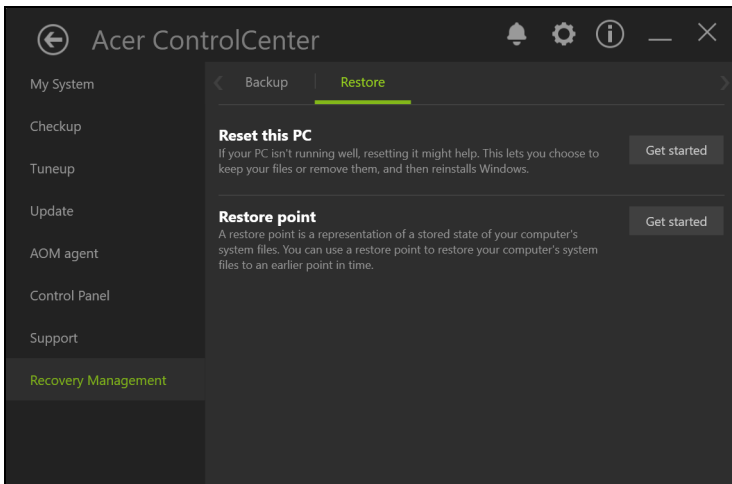 Acer ControlCenter
My System
Checkup
Tuneup
Update
AOM agent
Control Panel
Support
Recovery Management
Backup
Restore
Reset this PC
If your PC isn't running well, resetting it might help. This lets you choose to
keep your files or remove them, and then reinstalls Windows.
Get started
Restore point
A restore point is a representation of a stored state of your computer's
system files. You can use a restore point to restore your computer's system
files to an earlier point in time.
Get started